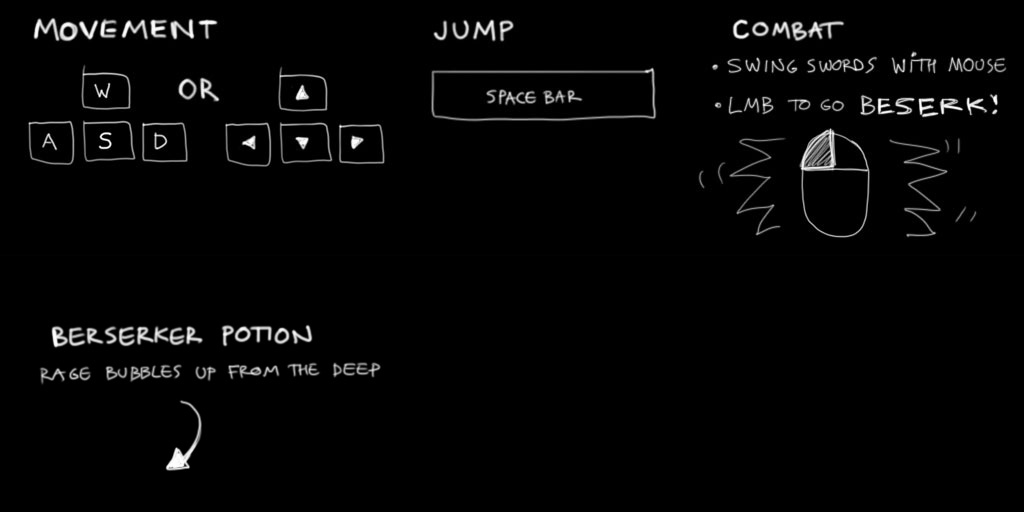 MOVEMENT
W
OR
A S D
JUMP
SPACE BAR
COMBAT
• SWING SWORDS WITH MOUSE
• LMB TO GO BESERK!
BERSERKER POTION
RAGE BUBBLES UP FROM THE DEEP